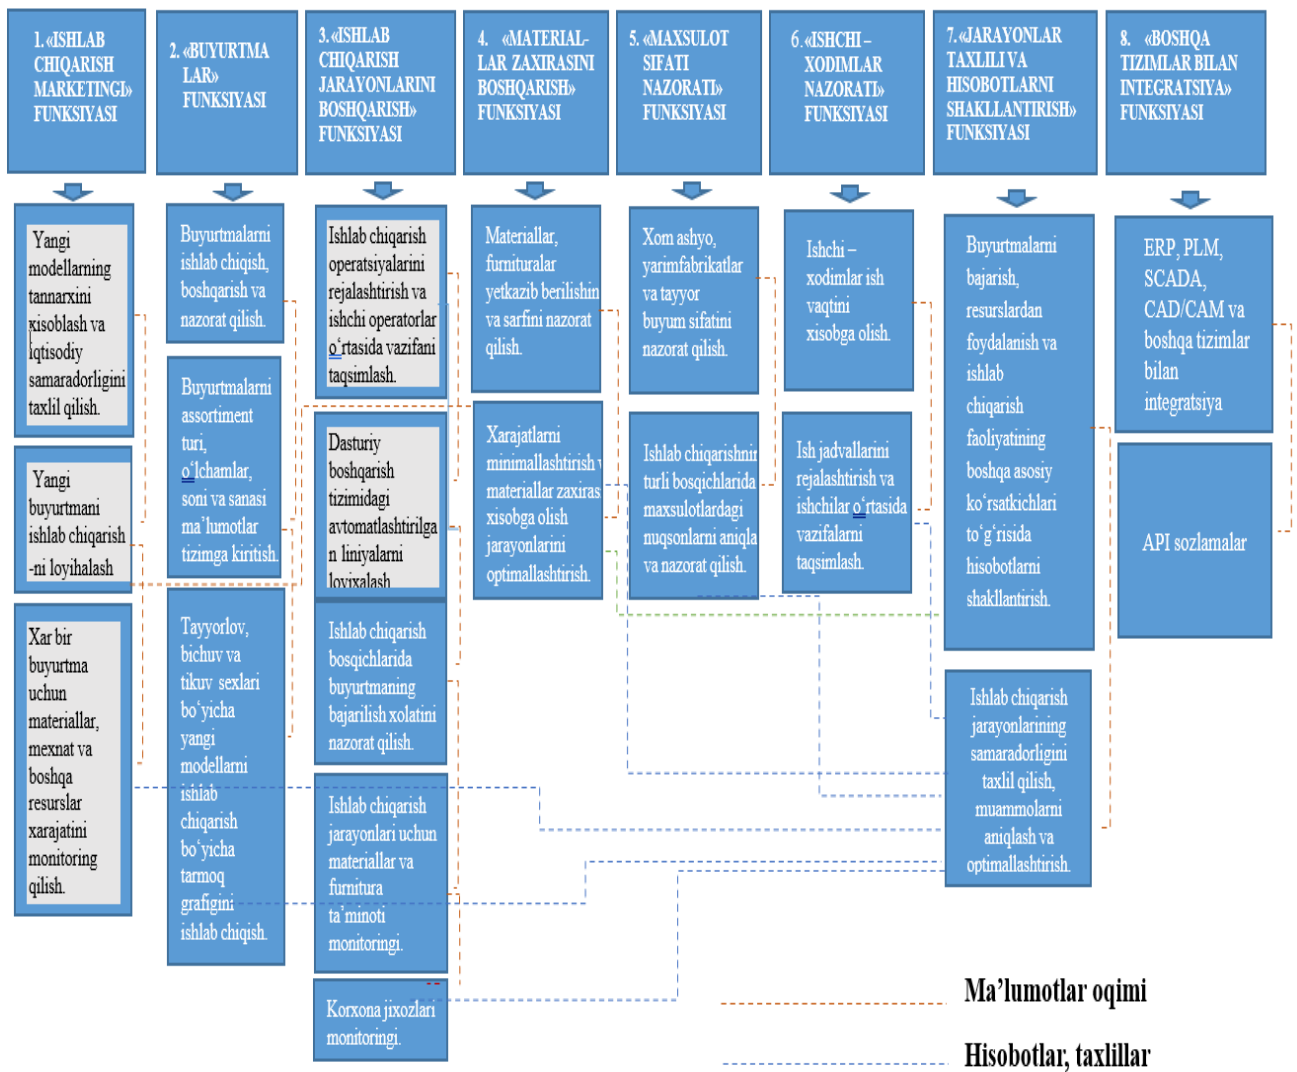 1. «ISHLAB
CHIQARISH
MARKETINGI»
FUNKSIYASI
2. «BUYURTMA
LAR»
FUNKSIYASI
3. «ISHLAB
CHIQARISH
JARAYONLARINI
BOSHQARISH»
FUNKSIYASI
4. «MATERIAL-
LAR ZAXIRASINI
BOSHQARISH»
FUNKSIYASI
5. «MAXSULOT
SIFATI
NAZORATI»
FUNKSIYASI
6. «ISHCHI –
XODIMLAR
NAZORATI»
FUNKSIYASI
7. «JARAYONLAR
TAXLILI VA
HISOBOTLARNI
SHAKLLANTIRISH»
FUNKSIYASI
8. «BOSHQA
TIZIMLAR BILAN
INTEGRATSIYA»
FUNKSIYASI
Yangi
modellarning
tannarxini
xisoblash va
iqtisodiy
samaradorligini
taxlil qilish.
Yangi
buyurtmani
ishlab chiqarish
-ni loyihalash
Xar bir
buyurtma
uchun
materiallar,
mexnat va
boshqa
resurslar
xarajatini
monitoring
qilish.
Buyurtmalarni
ishlab chiqish,
boshqarish va
nazorat qilish.
Buyurtmalarni
assortiment
turi,
o‘lchamlar,
soni va sanasi
ma’lumotlar
tizimga kiritish.
Tayyorlov,
bichuv va
tikuv sexlari
bo‘yicha
yangi
modellarni
ishlab
chiqarish
bo‘yicha
tarmoq
grafigini
ishlab chiqish.
Ishlab chiqarish
operatsiyalarini
rejalashtirish va
ishchi operatorlar
o‘rtasida vazifani
taqsimlash.
Dasturiy
boshqarish
tizimidagi
avtomatlashtirilga
n liniyalarni
loyixalash
Ishlab chiqarish
bosqichlarida
buyurtmaning
bajarilish xolatini
nazorat qilish.
Ishlab chiqarish
jarayonlari uchun
materiallar va
furnitura
ta’minoti
monitoringi.
Korxona jixozlari
monitoringi.
Materiallar,
furnituralar
yetkazib berilishin
va sarfini nazorat
qilish.
Xarajatlarni
minimallashtirish v
materiallar zaxiras
xisobga olish
jarayonlarini
optimallashtirish.
Xom ashyo,
yarimfabrikatlar
va tayyor
buyum sifatini
nazorat qilish.
Ishlab chiqarishnin
turli bosqichlarida
maxsulotlardagi
nuqsonlarni aniqla
va nazorat qilish.
Ishchi –
xodimlar ish
vaqtini
xisobga olish.
Ish jadvallarini
rejalashtirish va
ishchilar o‘rtasida
vazifalarni
taqsimlash.
Buyurtmalarni
bajarish,
resurslardan
foydalanish va
ishlab
chiqarish
faoliyatining
boshqa asosiy
ko‘rsatkichlari
to‘g‘risida
hisobotlarni
shakllantirish.
Ishlab chiqarish
jarayonlarining
samaradorligini
taxlil qilish,
muammolarni
aniqlash va
optimallashtirish.
ERP, PLM,
SCADA,
CAD/CAM va
boshqa tizimlar
bilan
integratsiya
API sozlamalar
Ma’lumotlar oqimi
Hisobotlar, taxlillar